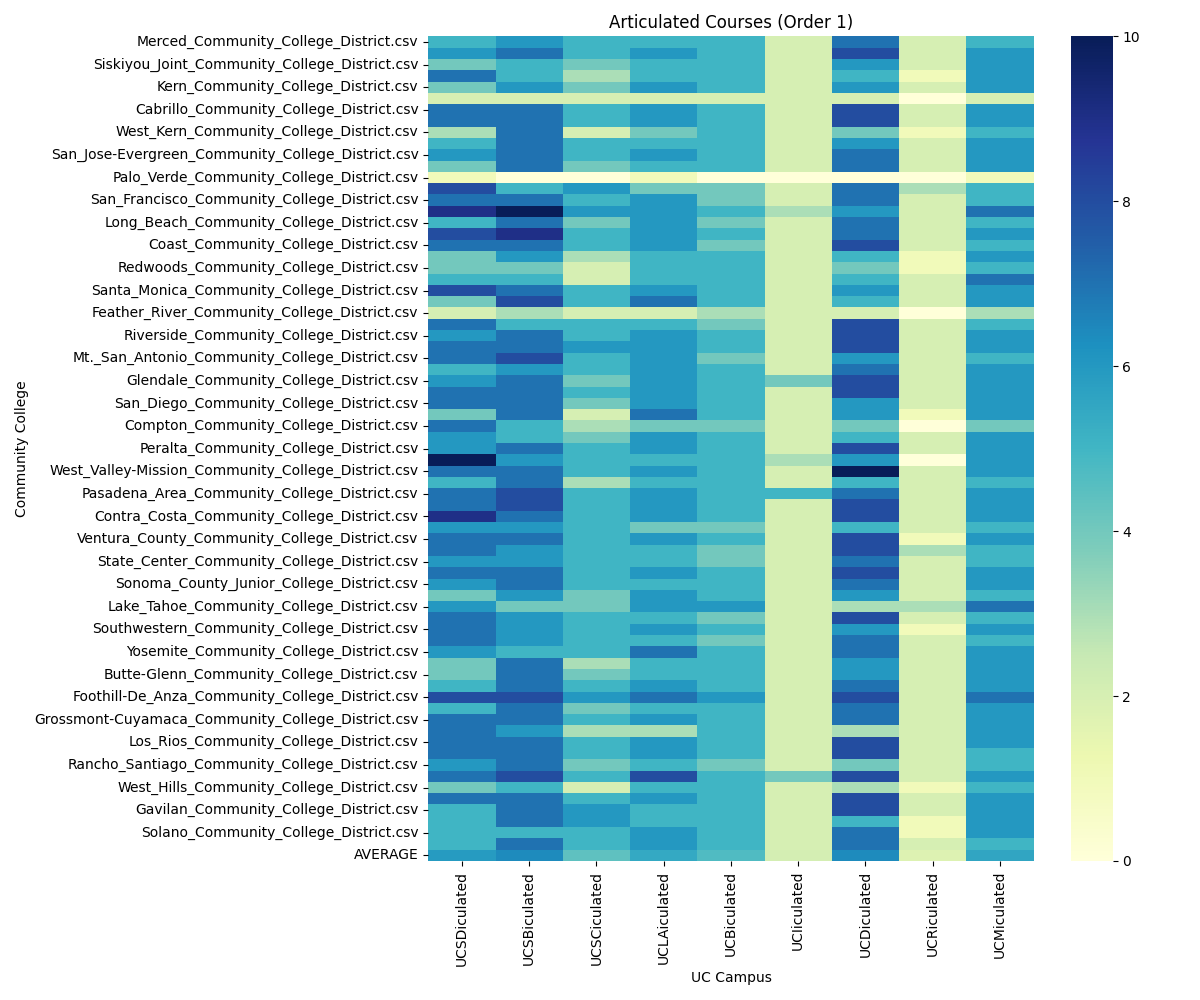 Articulated Courses (Order 1)
Merced_Community_College_District.csv
Siskiyou_Joint_Community_College_District.csv
Kern_Community_College_District.csv
Cabrillo_Community_College_District.csv
West_Kern_Community_College_District.csv
San_Jose-Evergreen_Community_College_District.csv
Palo_Verde_Community_College_District.csv
San_Francisco_Community_College_District.csv
Long_Beach_Community_College_District.csv
Coast_Community_College_District.csv
Redwoods_Community_College_District.csv
Santa_Monica_Community_College_District.csv
Feather_River_Community_College_District.csv
Riverside_Community_College_District.csv
Mt._San_Antonio_Community_College_District.csv
Glendale_Community_College_District.csv
San_Diego_Community_College_District.csv
Compton_Community_College_District.csv
Peralta_Community_College_District.csv
West_Valley-Mission_Community_College_District.csv
Pasadena_Area_Community_College_District.csv
Contra_Costa_Community_College_District.csv
Ventura_County_Community_College_District.csv
State_Center_Community_College_District.csv
Sonoma_County_Junior_College_District.csv
Lake_Tahoe_Community_College_District.csv
Southwestern_Community_College_District.csv
Yosemite_Community_College_District.csv
Butte-Glenn_Community_College_District.csv
Foothill-De_Anza_Community_College_District.csv
Grossmont-Cuyamaca_Community_College_District.csv
Los_Rios_Community_College_District.csv
Rancho_Santiago_Community_College_District.csv
West_Hills_Community_College_District.csv
Gavilan_Community_College_District.csv
Solano_Community_College_District.csv
AVERAGE
Community College
UCSDiculated
UCSBiculated
UCSCiculated
UCLAiculated
UCBiculated
UCIiculated
UCDiculated
UCRiculated
UCMiculated
UC Campus
10
8
6
4
2
0